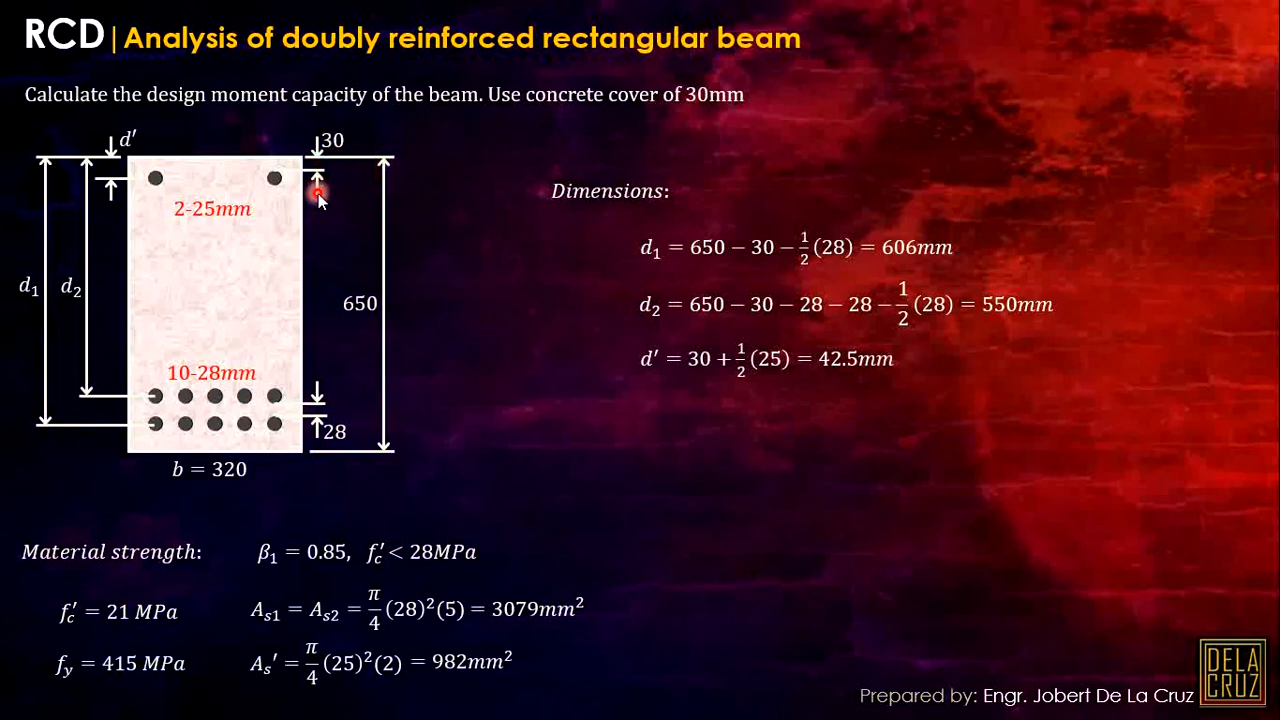 RCD|Analysis of doubly reinforced rectangular beam
Calculate the design moment capacity of the beam. Use concrete cover of 30mm
d′
30
2-25mm
d₁
d₂
650
10-28mm
28
b = 320
Dimensions:
d₁ = 650 − 30 − 1/2 (28) = 606mm
d₂ = 650 − 30 − 28 − 28 − 1/2 (28) = 550mm
d′ = 30 + 1/2 (25) = 42.5mm
Material strength:
β₁ = 0.85, f′c < 28MPa
f′c = 21 MPa
Aₛ₁ = Aₛ₂ = π/4 (28)²(5) = 3079mm²
f_y = 415 MPa
Aₛ′ = π/4 (25)²(2) = 982mm²
DELA
CRUZ
Prepared by: Engr. Jobert De La Cruz